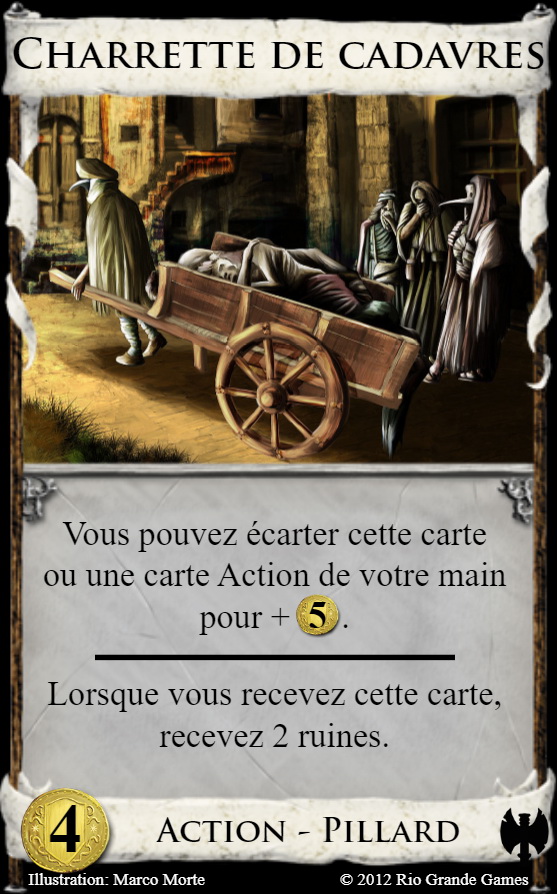 Charrette de cadavres
Vous pouvez écarter cette carte
ou une carte Action de votre main
pour + 5.
Lorsque vous recevez cette carte,
recevez 2 ruines.
4 Action - Pillard
Illustration: Marco Morte © 2012 Rio Grande Games